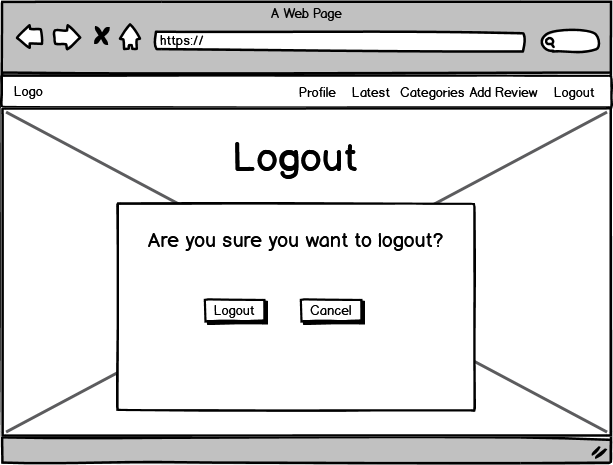 A Web Page
https://
Logo Profile Latest Categories Add Review Logout
Logout
Are you sure you want to logout?
Logout Cancel